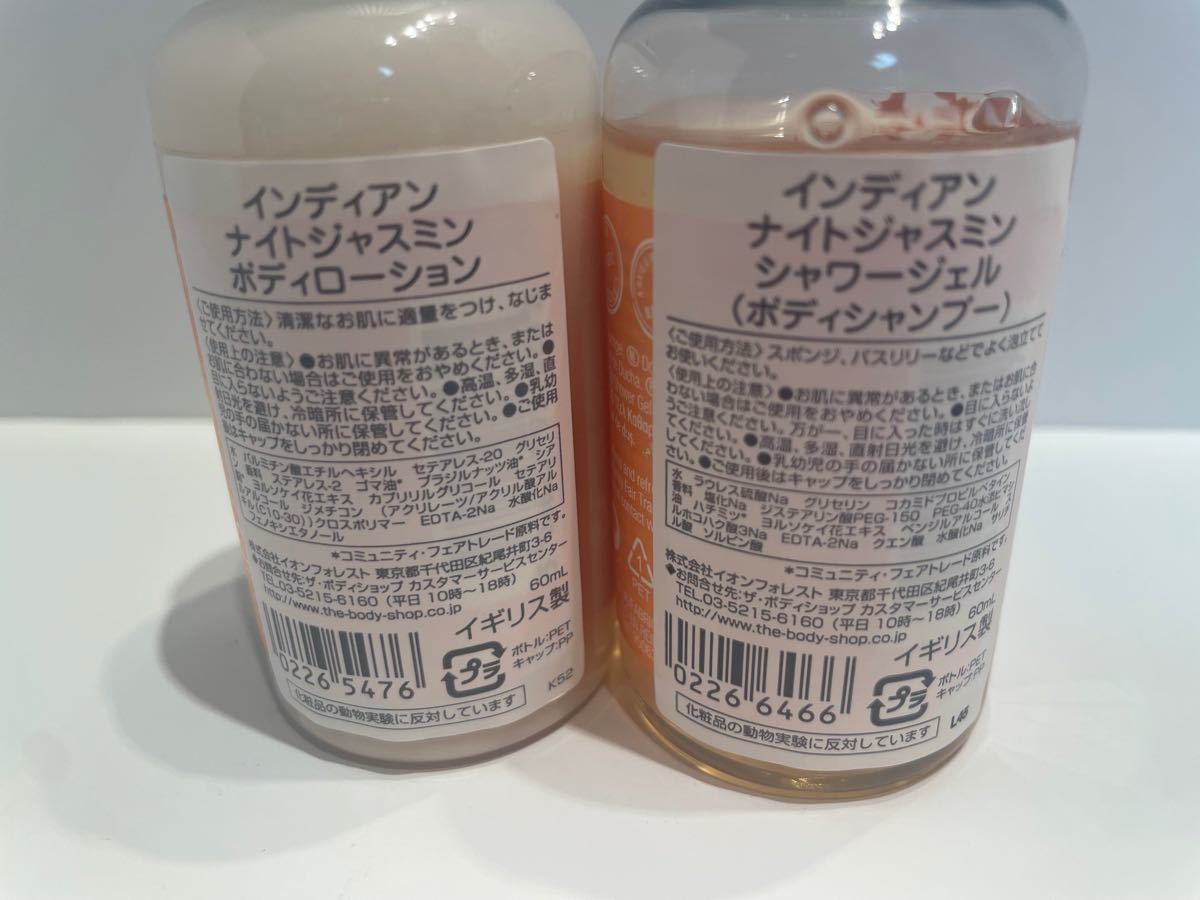 インディアン
ナイトジャスミン
ボディローション
〈ご使用方法〉清潔なお肌に適量をつけ、なじま
せてください。
〈使用上の注意〉●お肌に異常があるとき、または
お肌に合わない場合はご使用をおやめください。●
目に入らないようご注意ください。●高温、多湿、直
射日光を避け、冷暗所に保管してください。●乳幼
児の手の届かない所に保管してください。●ご使用
後はキャップをしっかり閉めてください。
水 パルミチン酸エチルヘキシル セテアレス-20 グリセリ
ン 香料 ステアレス-2 ゴマ油* ブラジルナッツ油* シア
ヨルソケイ花エキス カプリリルグリコール セテアリ
ルアルコール ジメチコン (アクリレーツ/アクリル酸アル
キル(C10-30))クロスポリマー EDTA-2Na 水酸化Na
フェノキシエタノール
*コミュニティ・フェアトレード原料です。
株式会社イオンフォレスト 東京都千代田区紀尾井町3-6
◆お問合せ先:ザ・ボディショップ カスタマーサービスセンター
TEL.03-5215-6160(平日 10時~18時) 60mL
http://www.the-body-shop.co.jp
イギリス製
0226 5476
プラ
ボトル:PET
キャップ:PP
K52
化粧品の動物実験に反対しています
インディアン
ナイトジャスミン
シャワージェル
(ボディシャンプー)
〈ご使用方法〉スポンジ、バスリリーなどでよく泡立てて
お使いください。
〈使用上の注意〉●お肌に異常があるとき、またはお肌に合
わない場合はご使用をおやめください。●目に入らないよ
うご注意ください。万が一、目に入った時はすぐに洗い流し
てください。●高温、多湿、直射日光を避け、冷暗所に保管し
てください。●乳幼児の手の届かない所に保管してください。
●ご使用後はキャップをしっかり閉めてください。
水 ラウレス硫酸Na グリセリン コカミドプロピルベタイン
香料 塩化Na ジステアリン酸PEG-150 PEG-40水添ヒマシ
油 ハチミツ* ヨルソケイ花エキス ベンジルアルコール ス
ルホコハク酸3Na EDTA-2Na クエン酸 水酸化Na サリチ
ル酸 ソルビン酸
*コミュニティ・フェアトレード原料です。
株式会社イオンフォレスト 東京都千代田区紀尾井町3-6
◆お問合せ先:ザ・ボディショップ カスタマーサービスセンター
TEL.03-5215-6160(平日 10時~18時) 60mL
http://www.the-body-shop.co.jp
イギリス製
0226 6466
プラ
ボトル:PET
キャップ:PP
L45
化粧品の動物実験に反対しています
Ducha.
1
PET